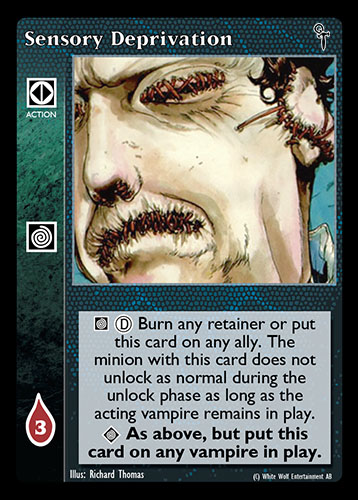 Sensory Deprivation
ACTION
D Burn any retainer or put
this card on any ally. The
minion with this card does not
unlock as normal during the
unlock phase as long as the
acting vampire remains in play.
As above, but put this
card on any vampire in play.
3
Illus: Richard Thomas
(C) White Wolf Entertainment AB